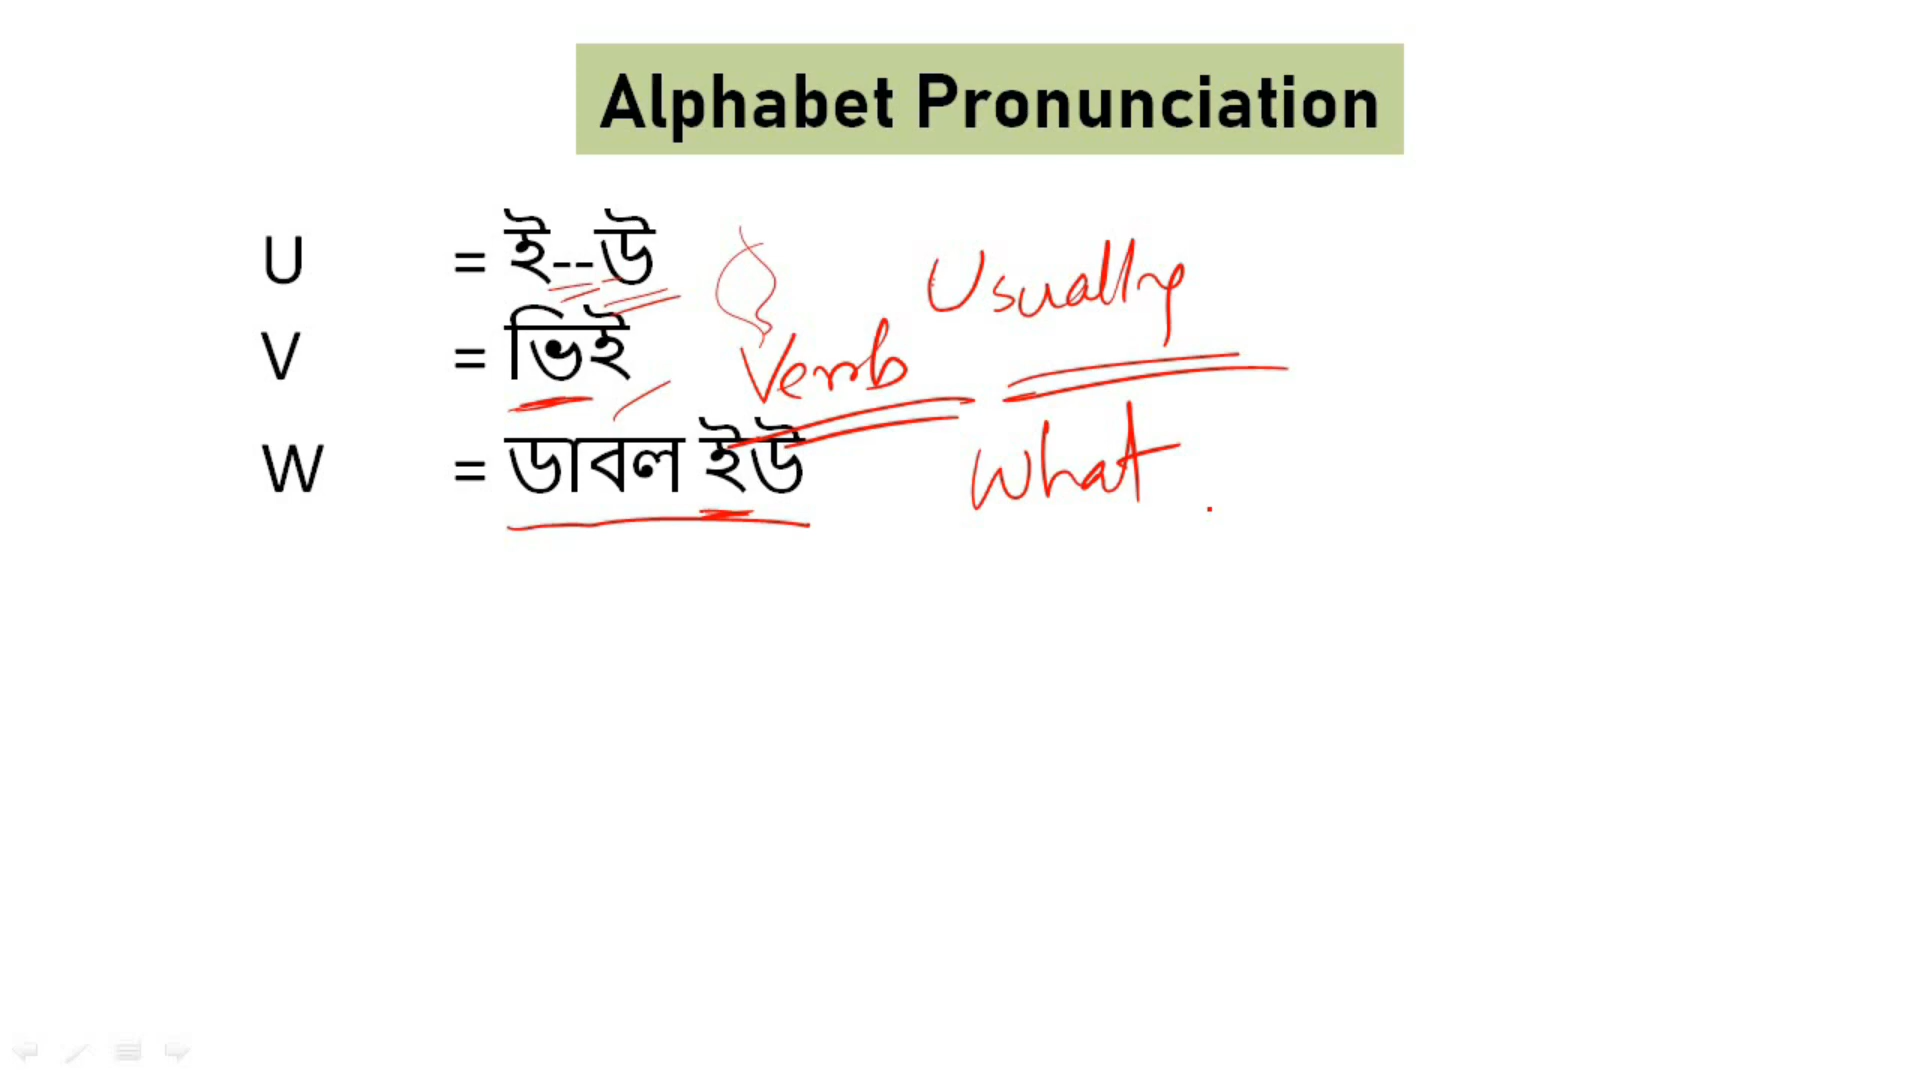 Alphabet Pronunciation
U = ই--উ
Usually
V = ভিই
Verb
W = ডাবল ইউ
What